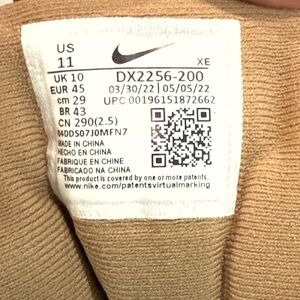 US
11
XE
UK 10
DX2256-200
EUR 45
03/30/22 | 05/05/22
cm 29
UPC 00196151872662
BR 43
CN 290(2.5)
04DDS07J0MFN7
MADE IN CHINA
HECHO EN CHINA
FABRIQUE EN CHINE
FABRICADO NA CHINA
This product is covered by one or more patents
www.nike.com/patentsvirtualmarking